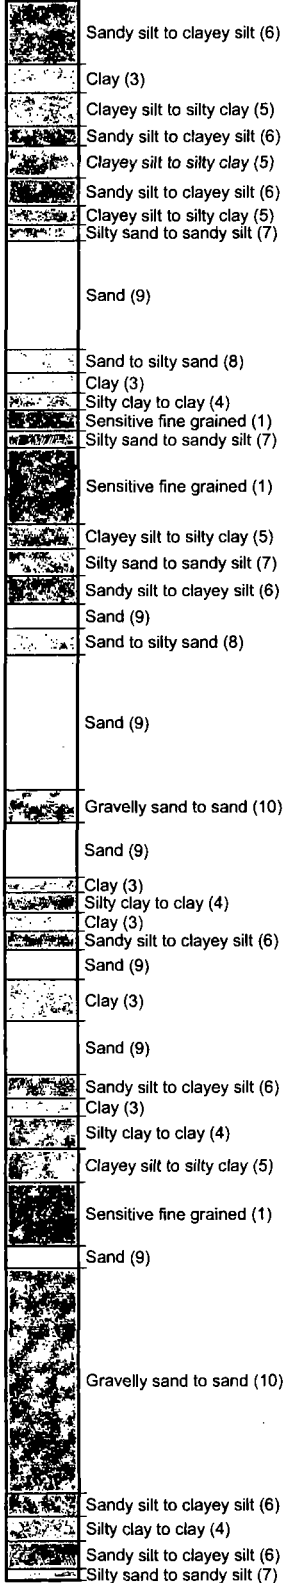 Sandy silt to clayey silt (6)
Clay (3)
Clayey silt to silty clay (5)
Sandy silt to clayey silt (6)
Clayey silt to silty clay (5)
Sandy silt to clayey silt (6)
Clayey silt to silty clay (5)
Silty sand to sandy silt (7)
Sand (9)
Sand to silty sand (8)
Clay (3)
Silty clay to clay (4)
Sensitive fine grained (1)
Silty sand to sandy silt (7)
Sensitive fine grained (1)
Clayey silt to silty clay (5)
Silty sand to sandy silt (7)
Sandy silt to clayey silt (6)
Sand (9)
Sand to silty sand (8)
Sand (9)
Gravelly sand to sand (10)
Sand (9)
Clay (3)
Silty clay to clay (4)
Clay (3)
Sandy silt to clayey silt (6)
Sand (9)
Clay (3)
Sand (9)
Sandy silt to clayey silt (6)
Clay (3)
Silty clay to clay (4)
Clayey silt to silty clay (5)
Sensitive fine grained (1)
Sand (9)
Gravelly sand to sand (10)
Sandy silt to clayey silt (6)
Silty clay to clay (4)
Sandy silt to clayey silt (6)
Silty sand to sandy silt (7)